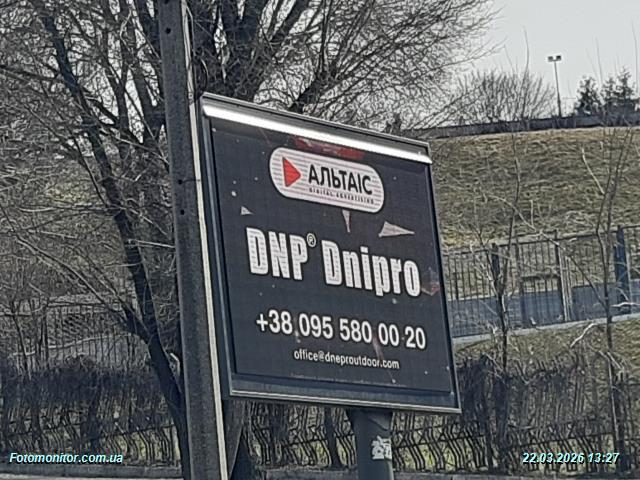 АЛЬТАІС
DIGITAL ADVERTISING
DNP® Dnipro
+38 095 580 00 20
office@dneproutdoor.com
Fotomonitor.com.ua
22.03.2026 13:27